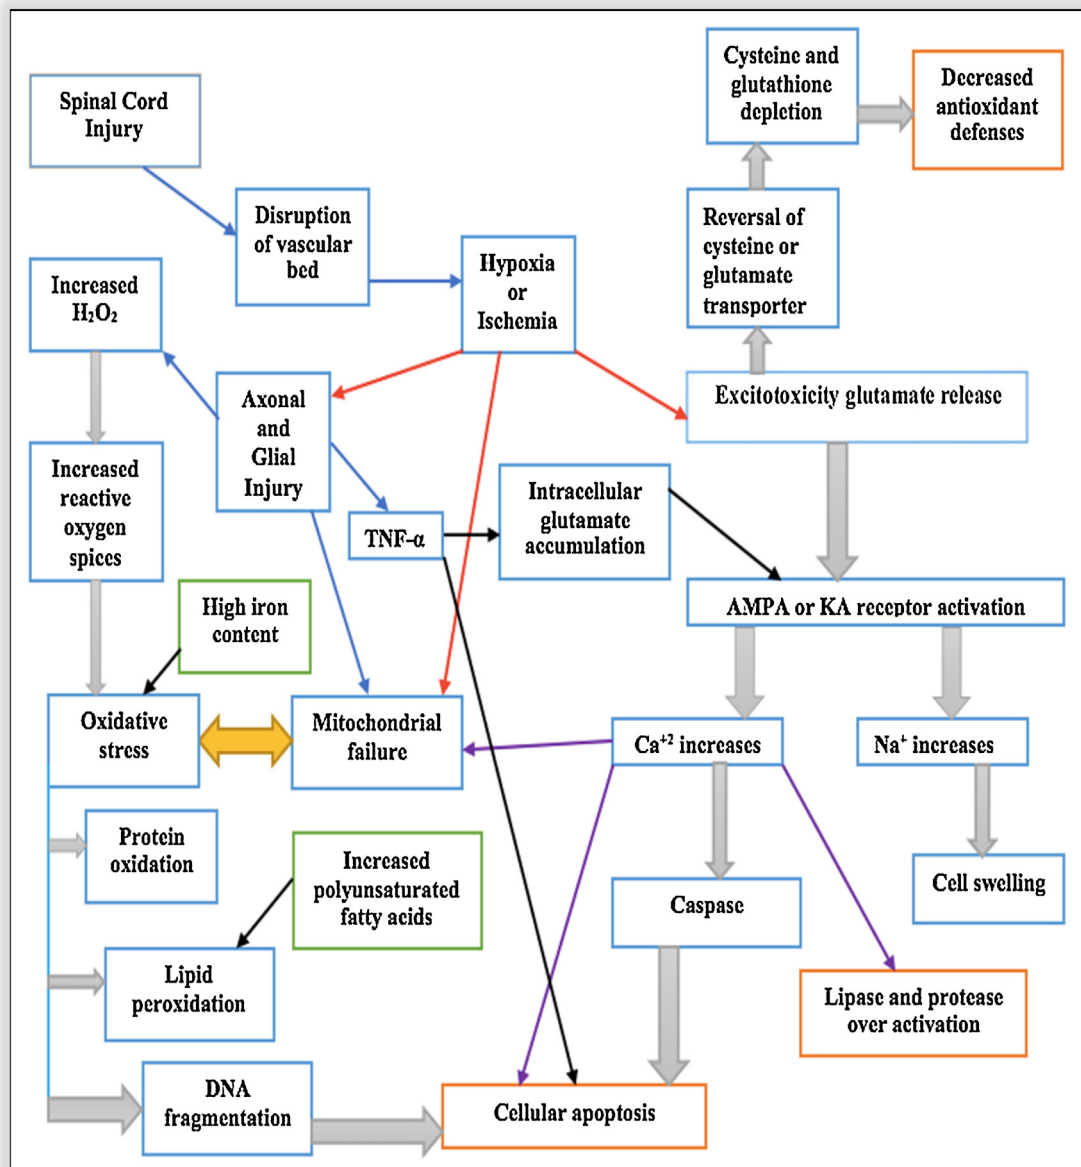 Spinal Cord
Injury
Cysteine and
glutathione
depletion
Decreased
antioxidant
defenses
Disruption
of vascular
bed
Reversal of
cysteine or
glutamate
transporter
Hypoxia
or
Ischemia
Increased
H₂O₂
Axonal
and
Glial
Injury
Excitotoxicity glutamate release
Increased
reactive
oxygen
spices
Intracellular
glutamate
accumulation
TNF-α
High iron
content
AMPA or KA receptor activation
Oxidative
stress
Mitochondrial
failure
Ca⁺² increases
Na⁺ increases
Protein
oxidation
Increased
polyunsaturated
fatty acids
Caspase
Cell swelling
Lipid
peroxidation
Lipase and protease
over activation
DNA
fragmentation
Cellular apoptosis